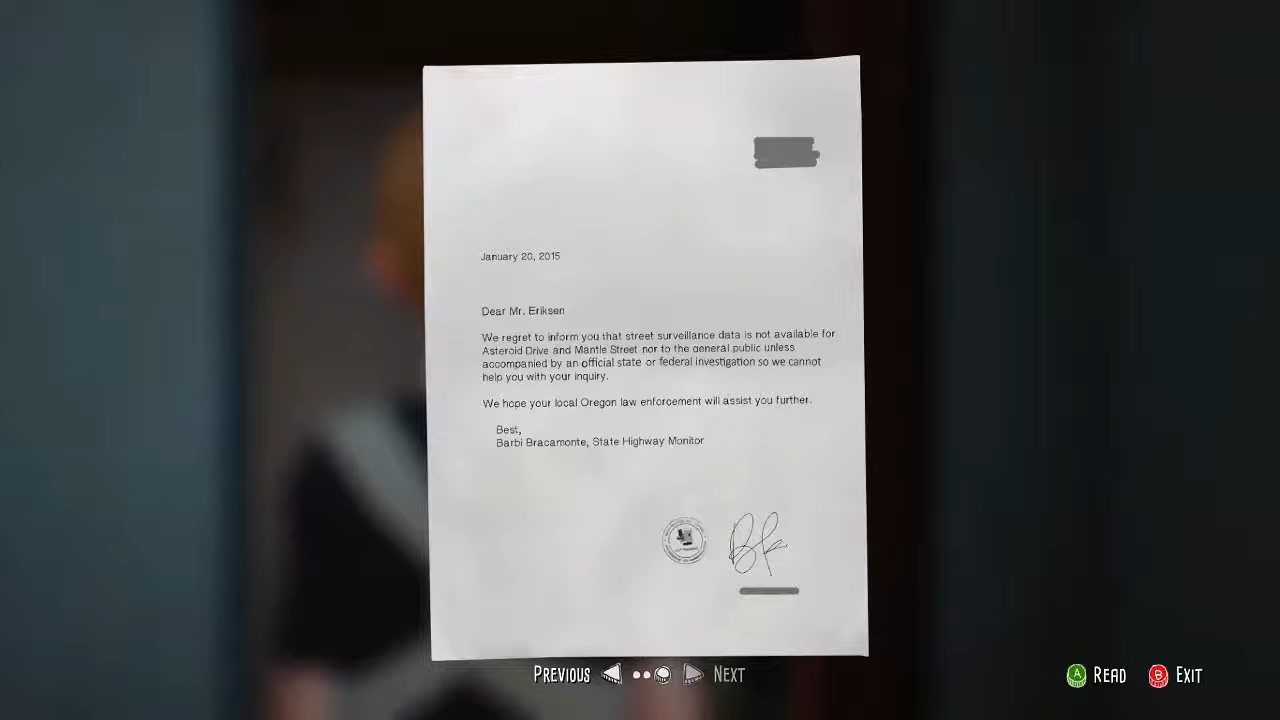 January 20, 2015
Dear Mr. Eriksen
We regret to inform you that street surveillance data is not available for
Asteroid Drive and Mantle Street nor to the general public unless
accompanied by an official state or federal investigation so we cannot
help you with your inquiry.
We hope your local Oregon law enforcement will assist you further.
Best,
Barbi Bracamonte, State Highway Monitor
PREVIOUS NEXT
A READ B EXIT